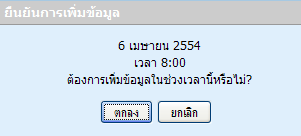 ยืนยันการเพิ่มข้อมูล
6 เมษายน 2554
เวลา 8:00
ต้องการเพิ่มข้อมูลในช่วงเวลานี้หรือไม่?
ตกลง ยกเลิก